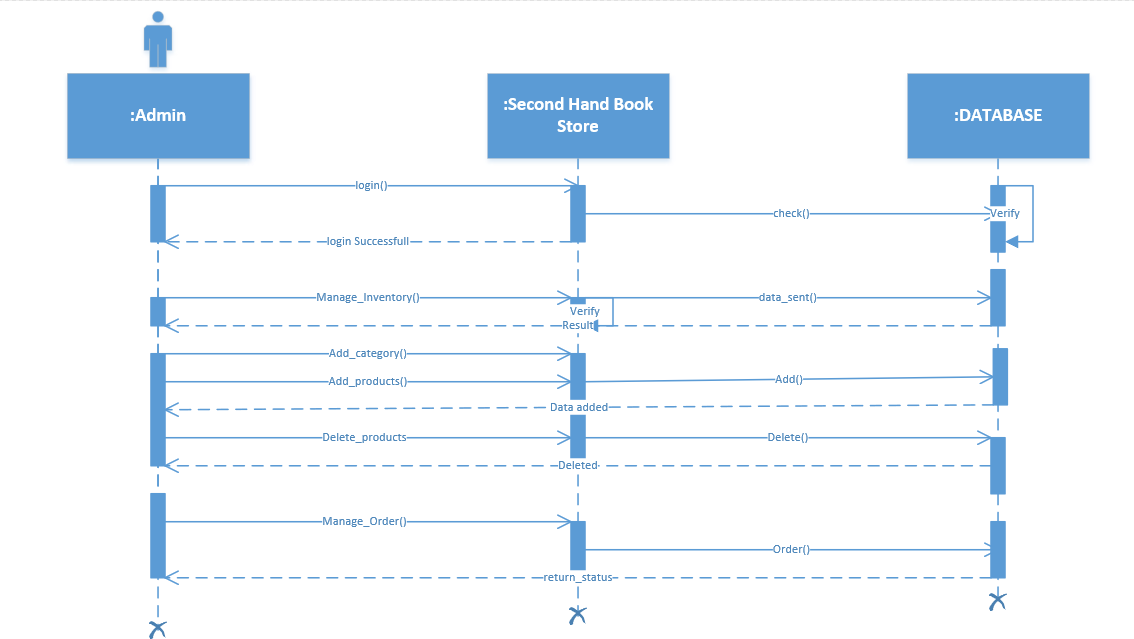 :Admin
:Second Hand Book
Store
:DATABASE
login()
check()
Verify
login Successfull
Manage_Inventory()
data_sent()
Verify
Result
Add_category()
Add_products()
Add()
Data added
Delete_products
Delete()
Deleted
Manage_Order()
Order()
return_status